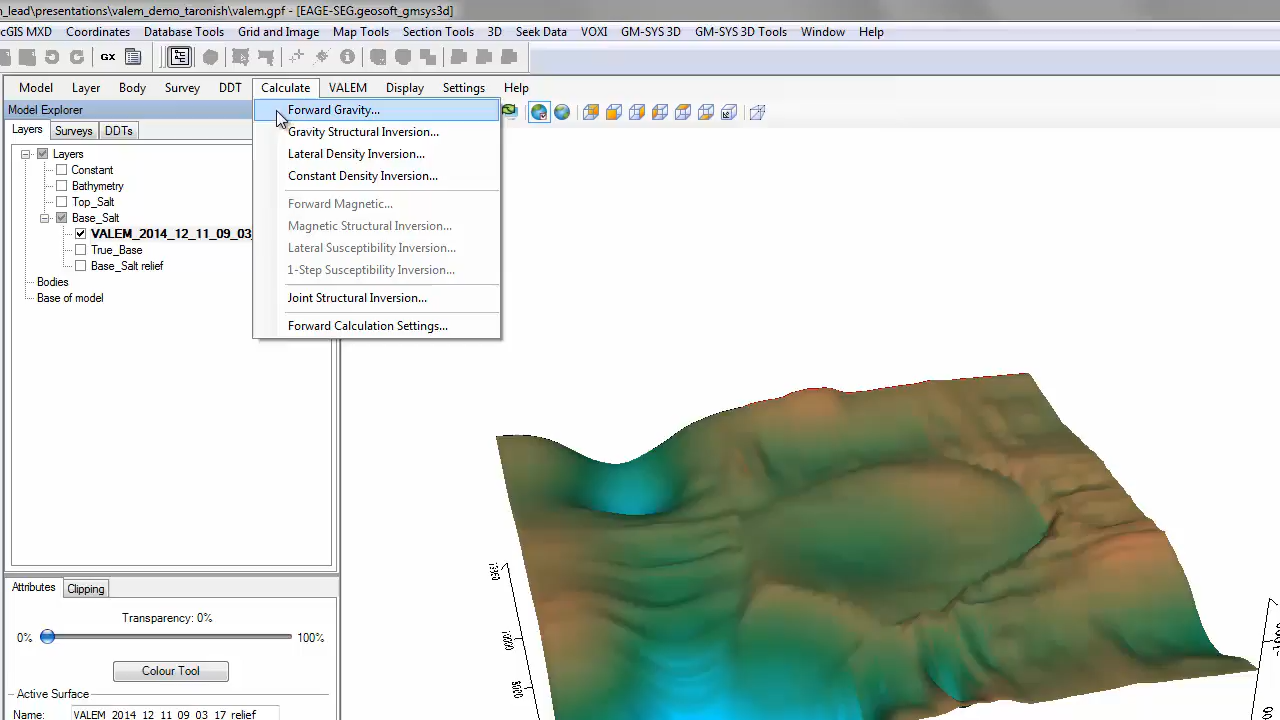 n_lead\presentations\valem_demo_taronish\valem.gpf - [EAGE-SEG.geosoft_gmsys3d]
cGIS MXD Coordinates Database Tools Grid and Image Map Tools Section Tools 3D Seek Data VOXI GM-SYS 3D GM-SYS 3D Tools Window Help
GX
Model Layer Body Survey DDT Calculate VALEM Display Settings Help
Model Explorer
Layers Surveys DDTs
Layers
Constant
Bathymetry
Top_Salt
Base_Salt
VALEM_2014_12_11_09_03_
True_Base
Base_Salt relief
Bodies
Base of model
Forward Gravity...
Gravity Structural Inversion...
Lateral Density Inversion...
Constant Density Inversion...
Forward Magnetic...
Magnetic Structural Inversion...
Lateral Susceptibility Inversion...
1-Step Susceptibility Inversion...
Joint Structural Inversion...
Forward Calculation Settings...
Attributes Clipping
Transparency: 0%
0% 100%
Colour Tool
Active Surface
Name: VALEM_2014_12_11_09_03_17_relief